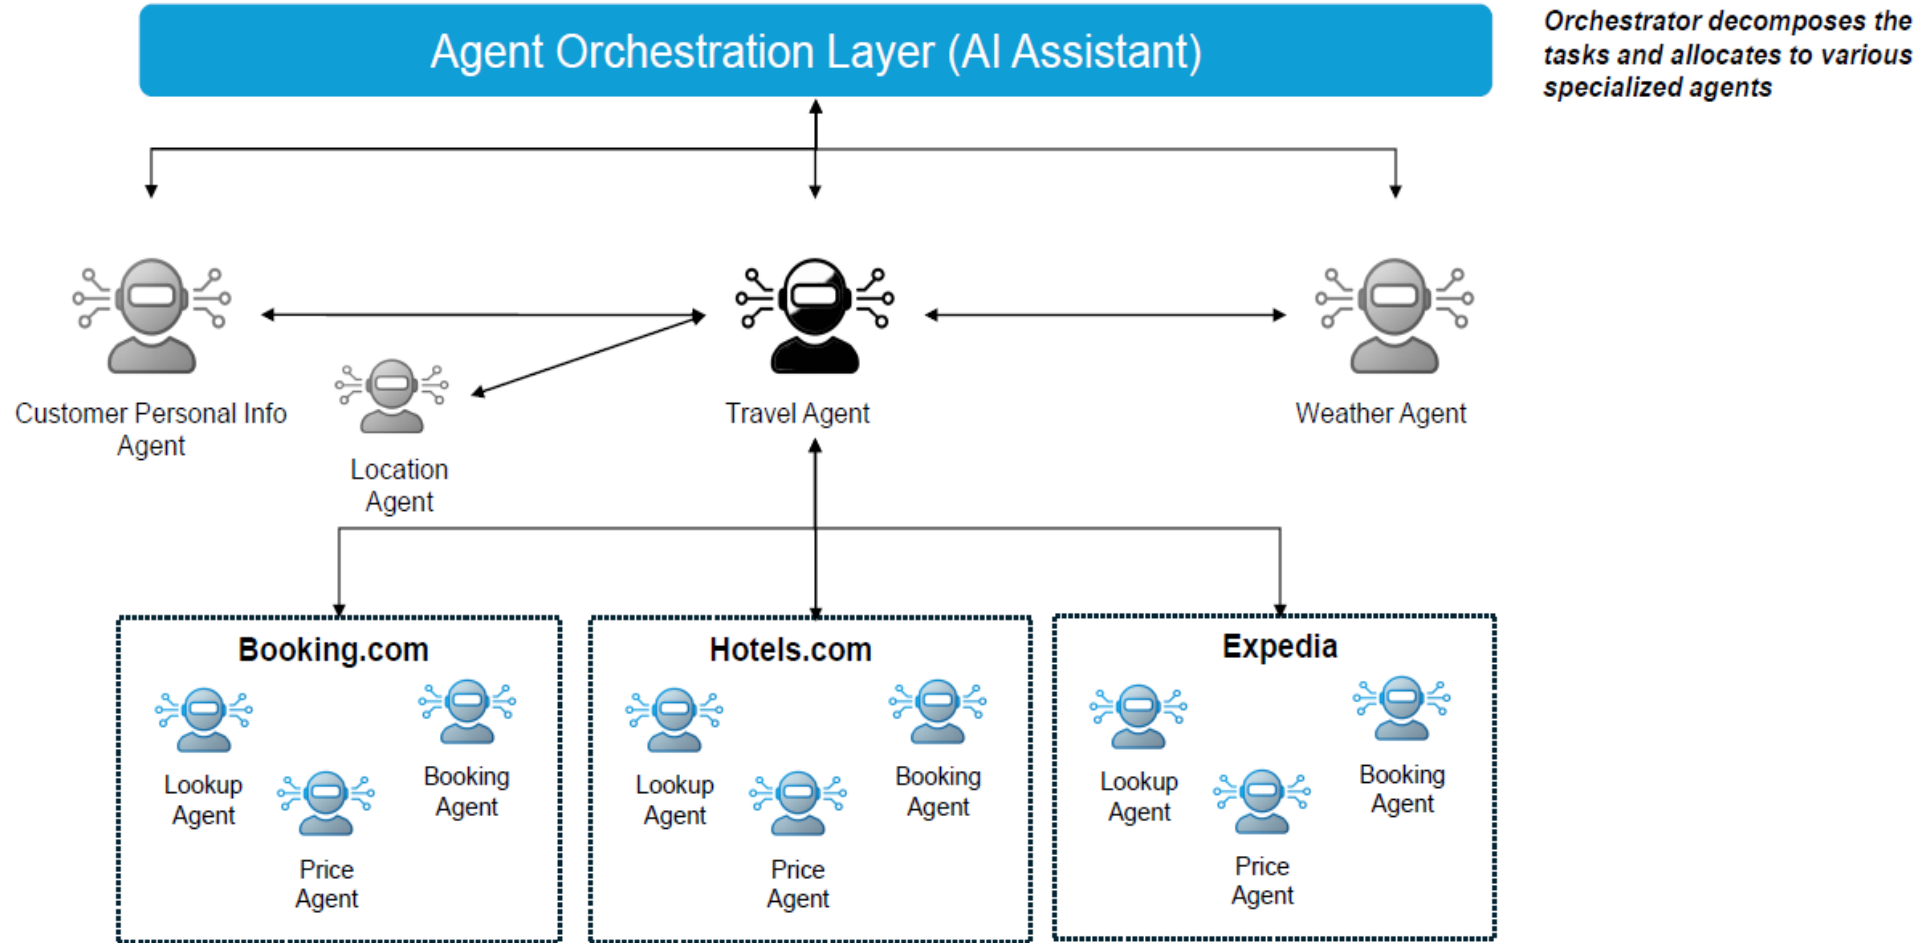 Agent Orchestration Layer (AI Assistant)
Orchestrator decomposes the
tasks and allocates to various
specialized agents
Customer Personal Info
Agent
Location
Agent
Travel Agent
Weather Agent
Booking.com
Lookup
Agent
Price
Agent
Booking
Agent
Hotels.com
Lookup
Agent
Price
Agent
Booking
Agent
Expedia
Lookup
Agent
Price
Agent
Booking
Agent